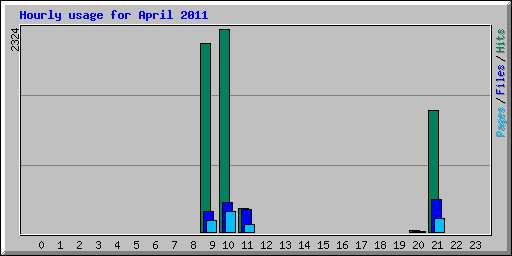 Hourly usage for April 2011
2324
Pages/Files/Hits
0 1 2 3 4 5 6 7 8 9 10 11 12 13 14 15 16 17 18 19 20 21 22 23